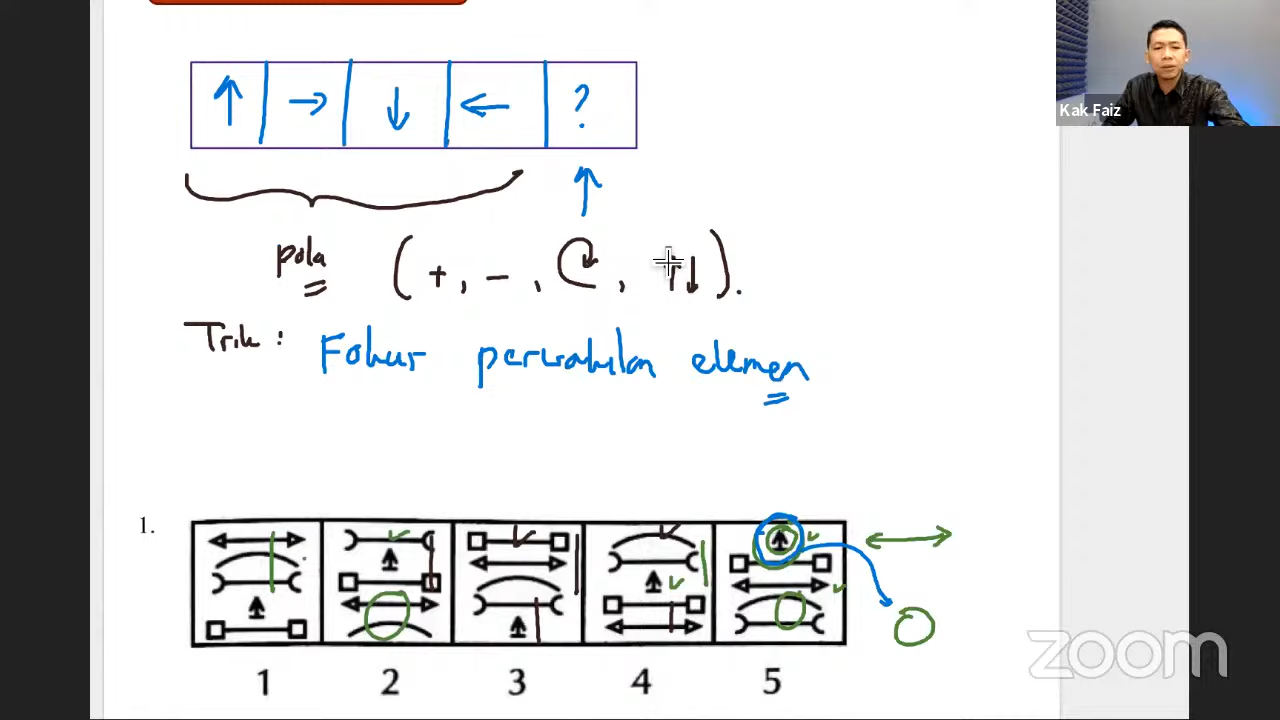 Kak Faiz
?
pola ( + , - , , ↑↓ ) .
Trik : Fokus perubahan elemen
1.
1 2 3 4 5
zoom